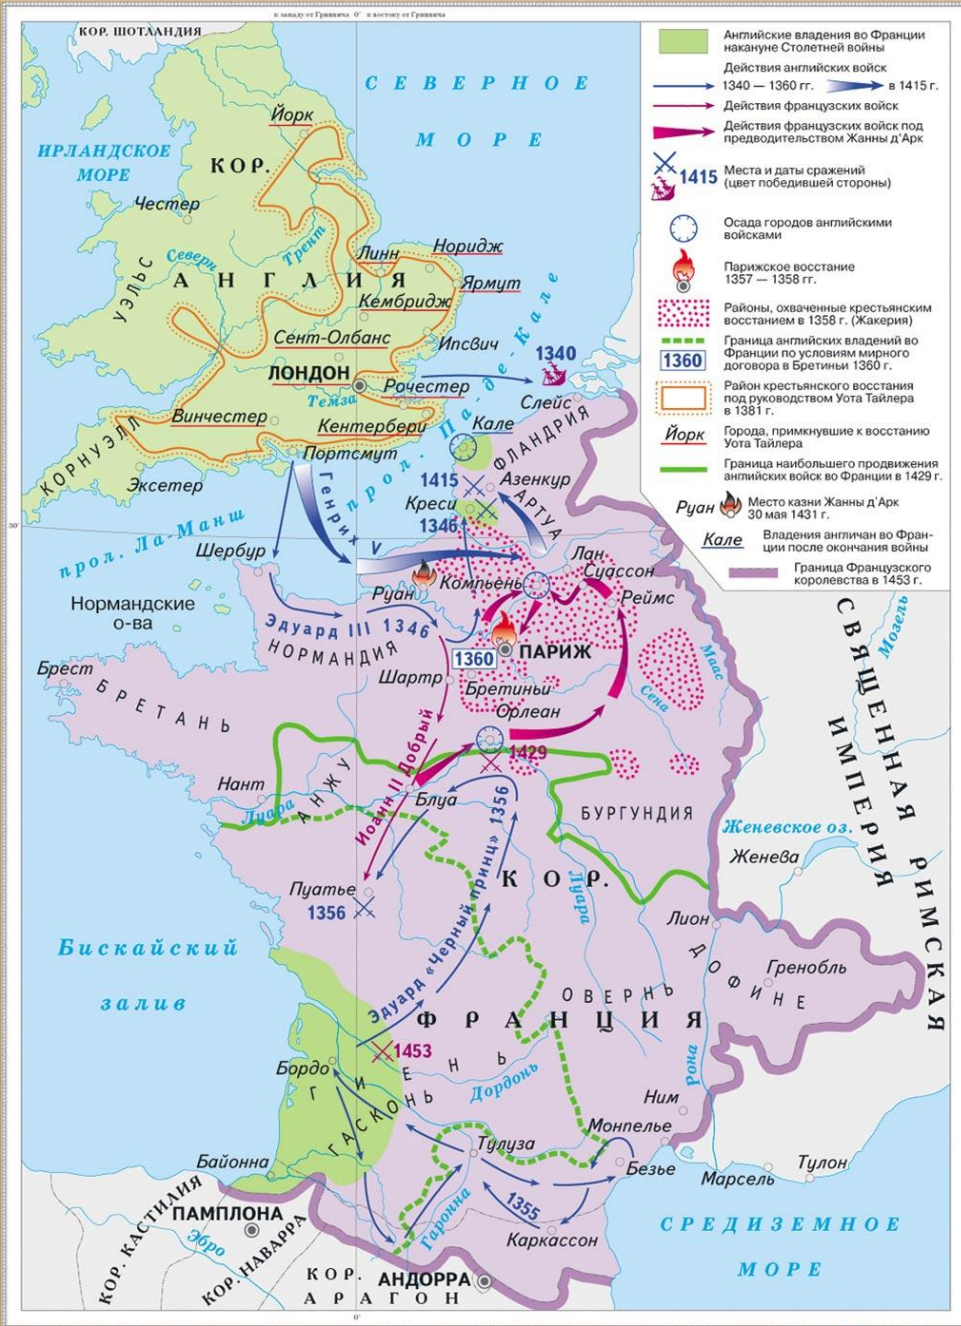 к западу от Гринвича 0° к востоку от Гринвича
КОР. ШОТЛАНДИЯ
СЕВЕРНОЕ
МОРЕ
ИРЛАНДСКОЕ
МОРЕ
Йорк
КОР.
Честер
Северн
Трент
УЭЛЬС
АНГЛИЯ
Линн
Норидж
Ярмут
Кембридж
Сент-Олбанс
Ипсвич
ЛОНДОН
Темза
Рочестер
1340
Слейс
Винчестер
Кентербери
Кале
КОРНУЭЛЛ
Портсмут
Эксетер
прол. Па-де-Кале
ФЛАНДРИЯ
1415
Азенкур
Креси
1346
АРТУА
Генрих V
50°
прол. Ла-Манш
Шербур
Лан
Суассон
Компьень
Руан
Реймс
Нормандские
о-ва
Эдуард III 1346
НОРМАНДИЯ
1360
ПАРИЖ
Маас
Мозель
Шартр
Бретиньи
Сена
Брест
БРЕТАНЬ
Орлеан
1429
Иоанн II Добрый
АНЖУ
Нант
Луара
Блуа
БУРГУНДИЯ
Женевское оз.
Женева
СВЯЩЕННАЯ РИМСКАЯ
ИМПЕРИЯ
Эдуард «Черный принц» 1356
Пуатье
1356
КОР.
Луара
Лион
ДОФИНЕ
Гренобль
Бискайский
залив
ОВЕРНЬ
ФРАНЦИЯ
1453
Бордо
ГИЕНЬ
Дордонь
Рона
ГАСКОНЬ
Ним
Монпелье
Тулуза
Безье
Марсель
Тулон
Байонна
1355
Гаронна
Каркассон
СРЕДИЗЕМНОЕ
МОРЕ
КОР. КАСТИЛИЯ
ПАМПЛОНА
Эбро
КОР. НАВАРРА
КОР.
АРАГОН
АНДОРРА
0°
Английские владения во Франции
накануне Столетней войны
Действия английских войск
1340 — 1360 гг.
в 1415 г.
Действия французских войск
Действия французских войск под
предводительством Жанны д’Арк
1415
Места и даты сражений
(цвет победившей стороны)
Осада городов английскими
войсками
Парижское восстание
1357 — 1358 гг.
Районы, охваченные крестьянским
восстанием в 1358 г. (Жакерия)
Граница английских владений во
Франции по условиям мирного
договора в Бретиньи 1360 г.
1360
Район крестьянского восстания
под руководством Уота Тайлера
в 1381 г.
Йорк
Города, примкнувшие к восстанию
Уота Тайлера
Граница наибольшего продвижения
английских войск во Франции в 1429 г.
Руан
Место казни Жанны д’Арк
30 мая 1431 г.
Кале
Владения англичан во Фран-
ции после окончания войны
Граница Французского
королевства в 1453 г.